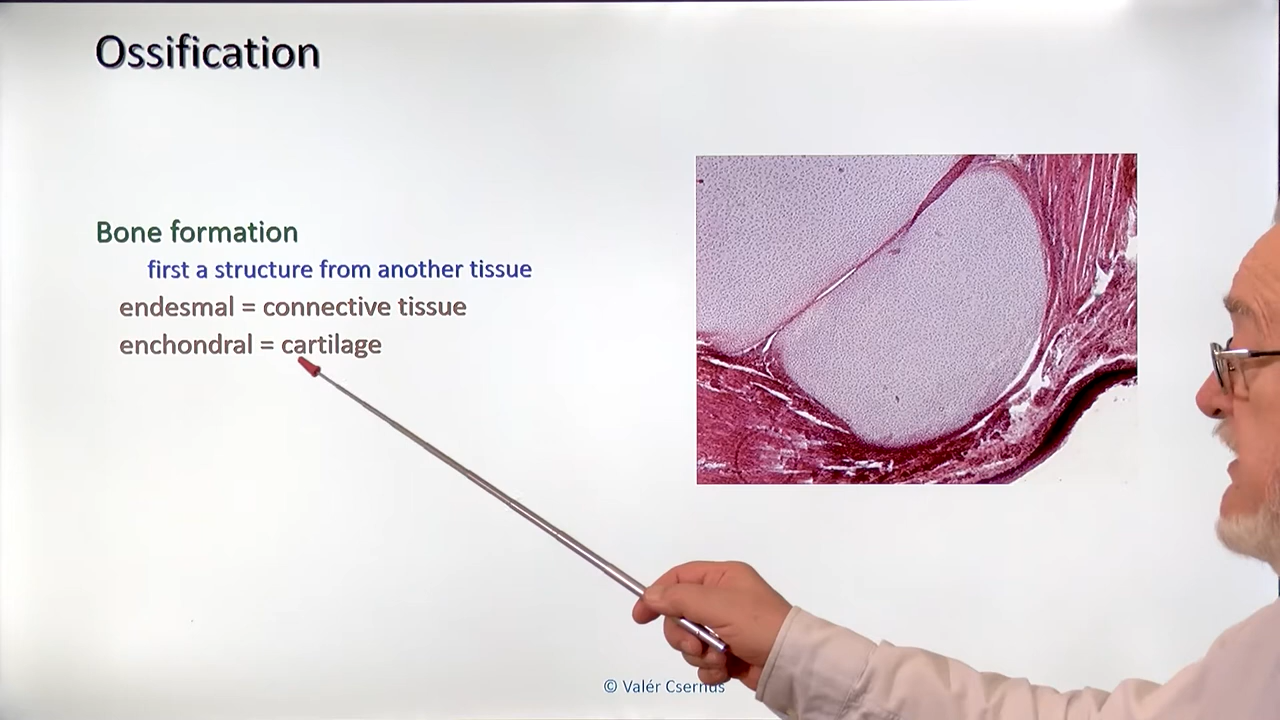 Ossification
Bone formation
first a structure from another tissue
endesmal = connective tissue
enchondral = cartilage
© Valér Csernus